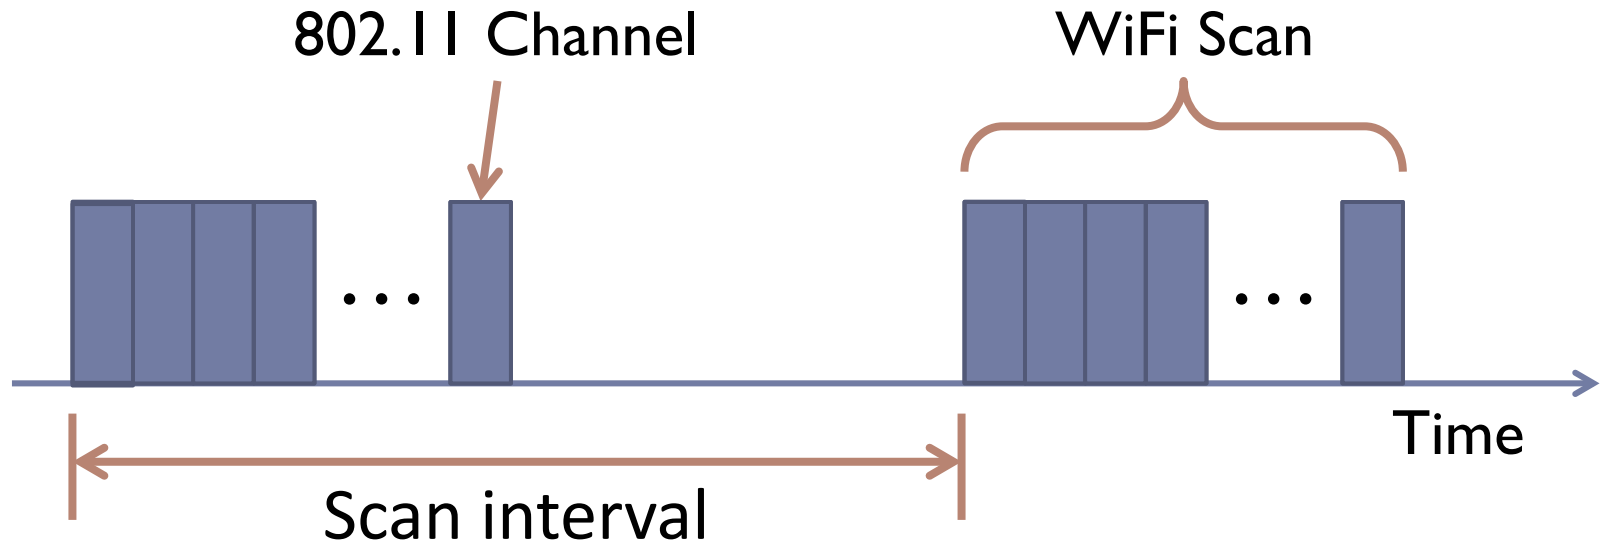 802.11 Channel
WiFi Scan
...
...
Time
Scan interval